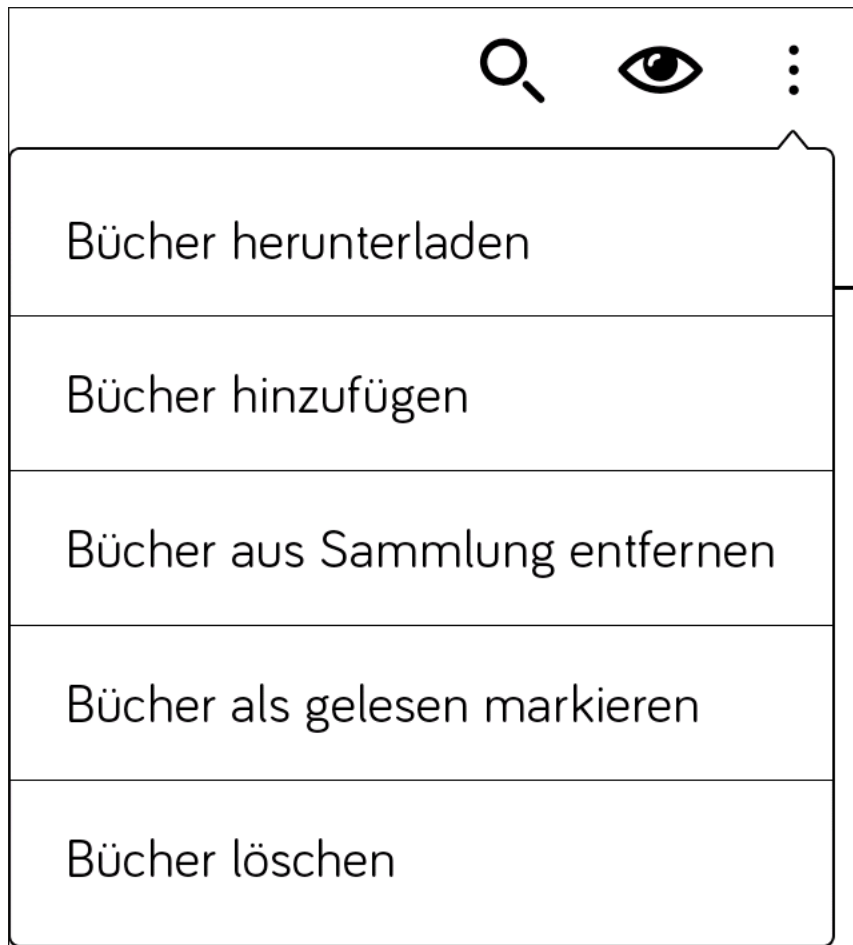 Bücher herunterladen
Bücher hinzufügen
Bücher aus Sammlung entfernen
Bücher als gelesen markieren
Bücher löschen